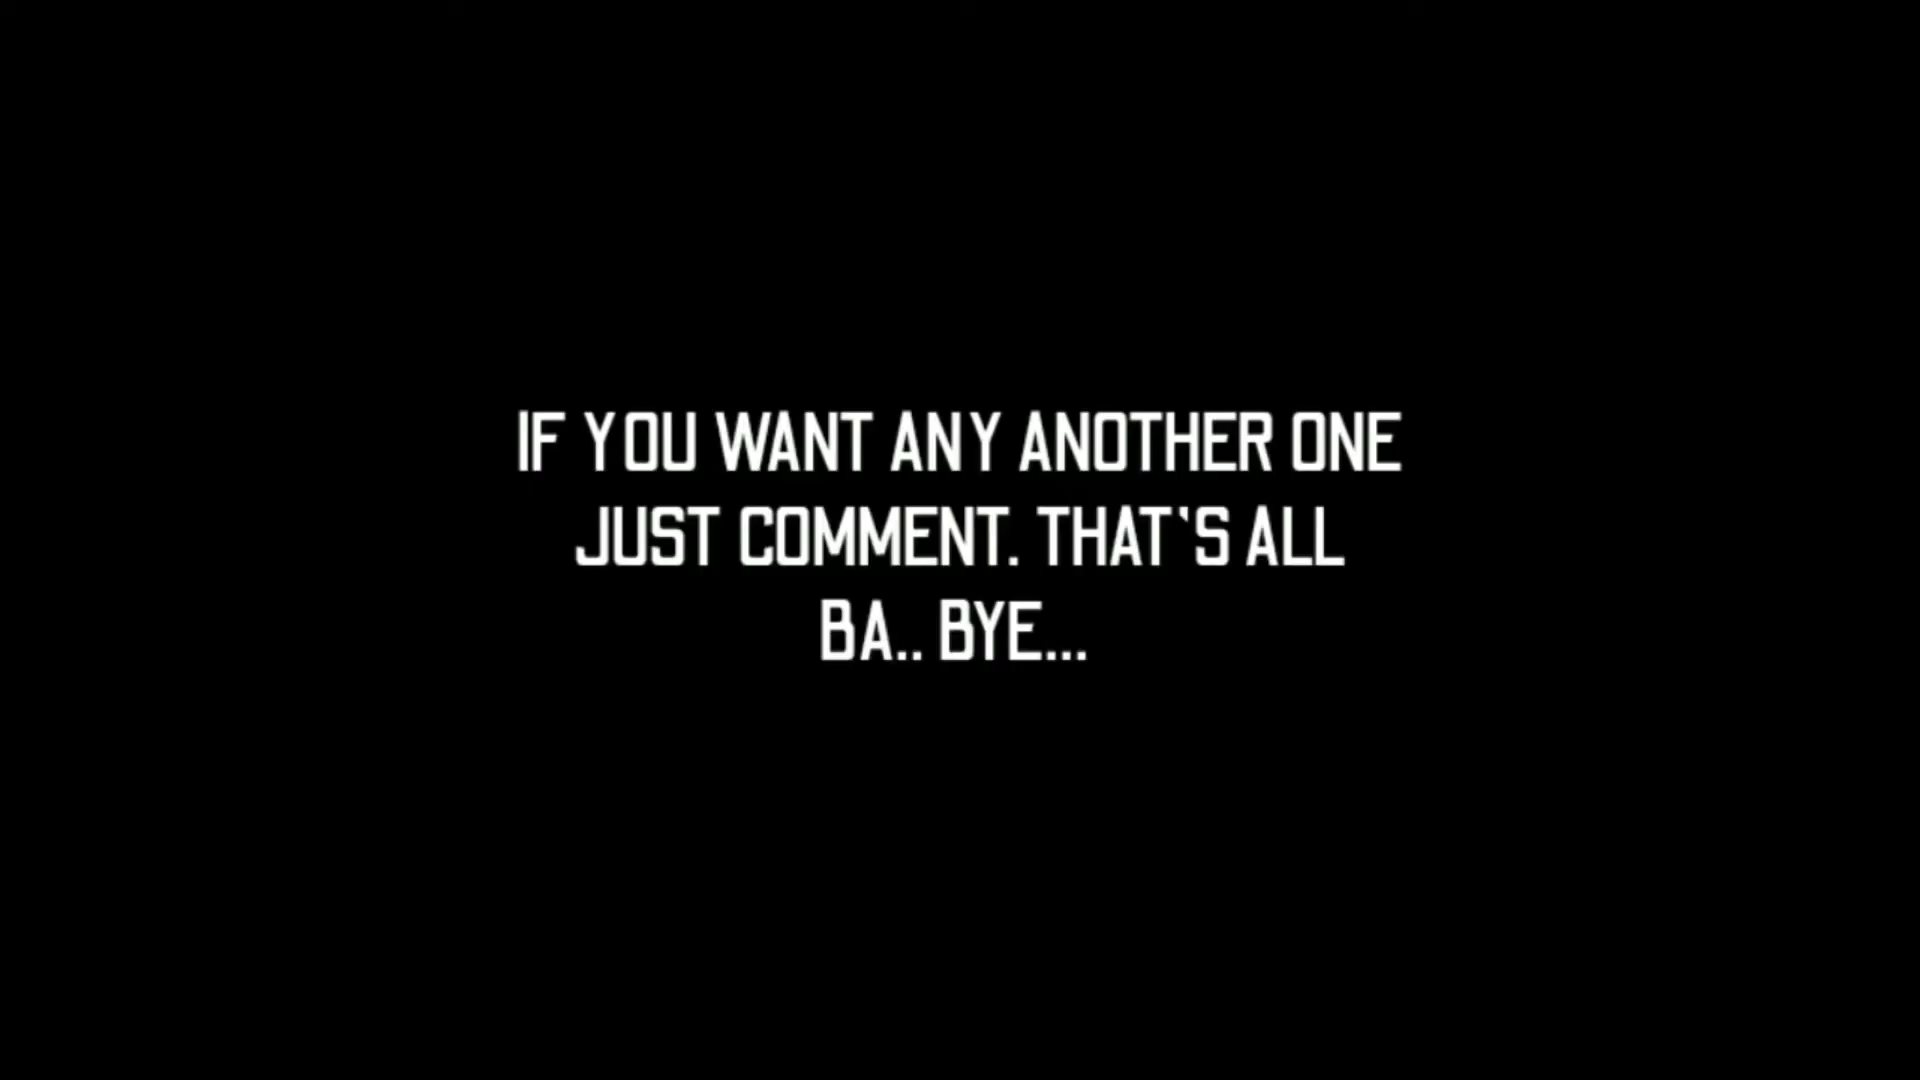 IF YOU WANT ANY ANOTHER ONE
JUST COMMENT. THAT'S ALL
BA.. BYE...